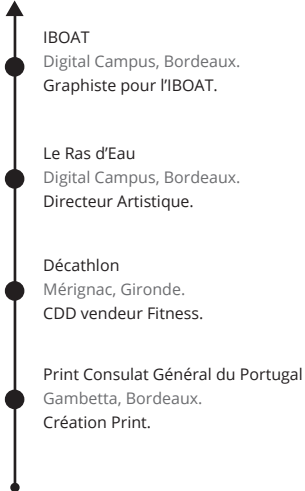 IBOAT
Digital Campus, Bordeaux.
Graphiste pour l’IBOAT.
Le Ras d’Eau
Digital Campus, Bordeaux.
Directeur Artistique.
Décathlon
Mérignac, Gironde.
CDD vendeur Fitness.
Print Consulat Général du Portugal
Gambetta, Bordeaux.
Création Print.